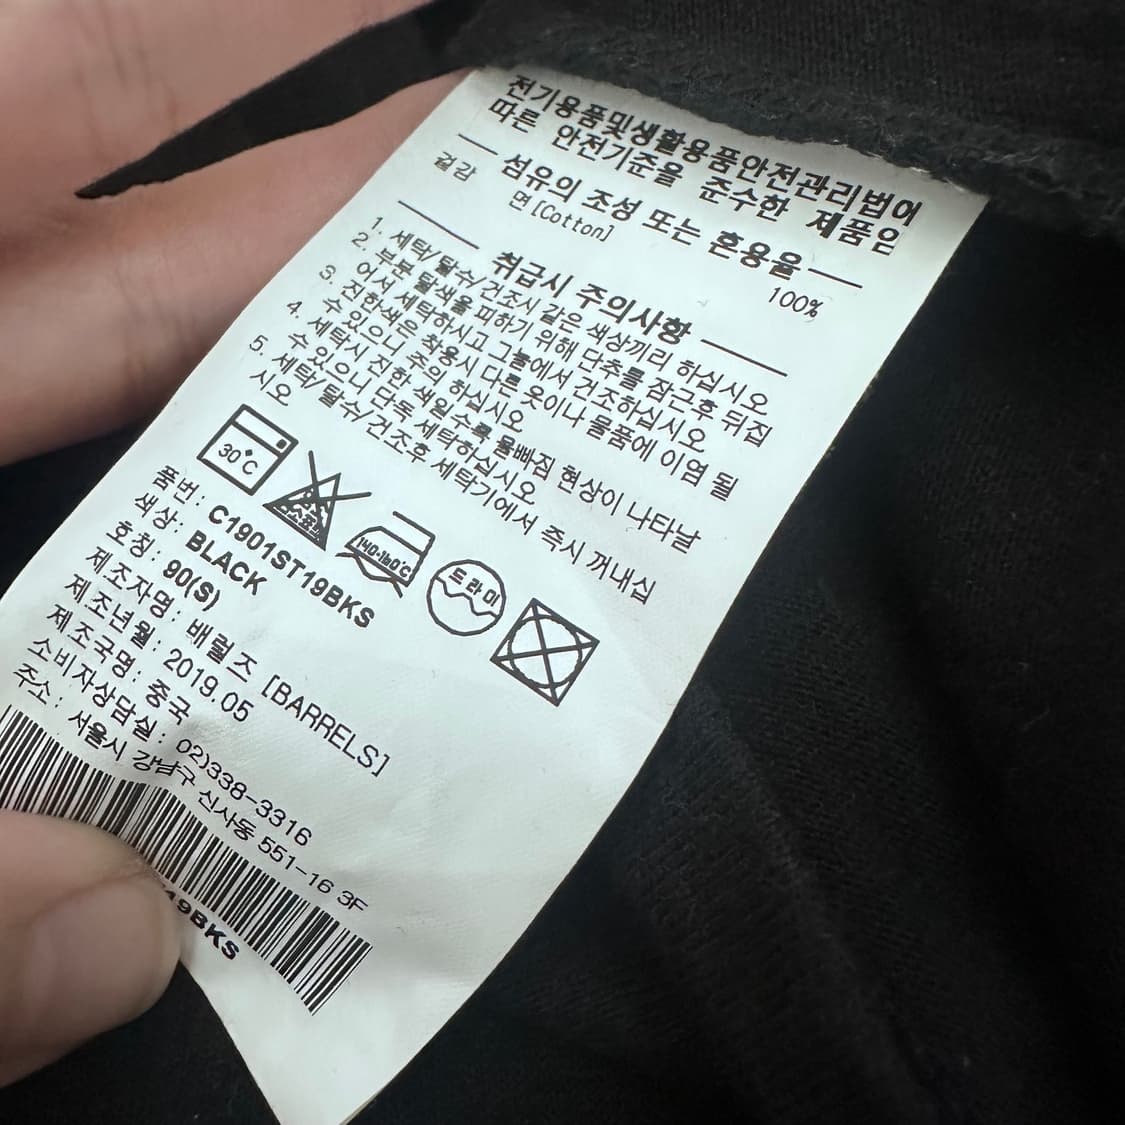 전기용품및생활용품안전관리법어
따른 안전기준을 준수한 제품임
섬유의 조성 또는 혼용율
겉감 면[Cotton] 100%
취급시 주의사항
1. 세탁/탈수/건조시 같은 색상끼리 하십시오
2. 부분 탈색을 피하기 위해 단추를 잠근후 뒤집
어서 세탁하시고 그늘에서 건조하십시오
3. 진한색은 착용시 다른 옷이나 물품에 이염 될
수 있으니 주의 하십시오
4. 세탁시 진한 색일수록 물빠짐 현상이 나타날
수 있으니 단독 세탁하십시오
5. 세탁/탈수/건조후 세탁기에서 즉시 꺼내십
시오
30°C 140-160°C 드라이
품번: C1901ST19BKS
색상: BLACK
호칭: 90(S)
제조자명: 배럴즈 [BARRELS]
제조년월: 2019.05
제조국명: 중국
소비자상담실: 02)338-3316
주소: 서울시 강남구 신사동 551-16 3F
19BKS